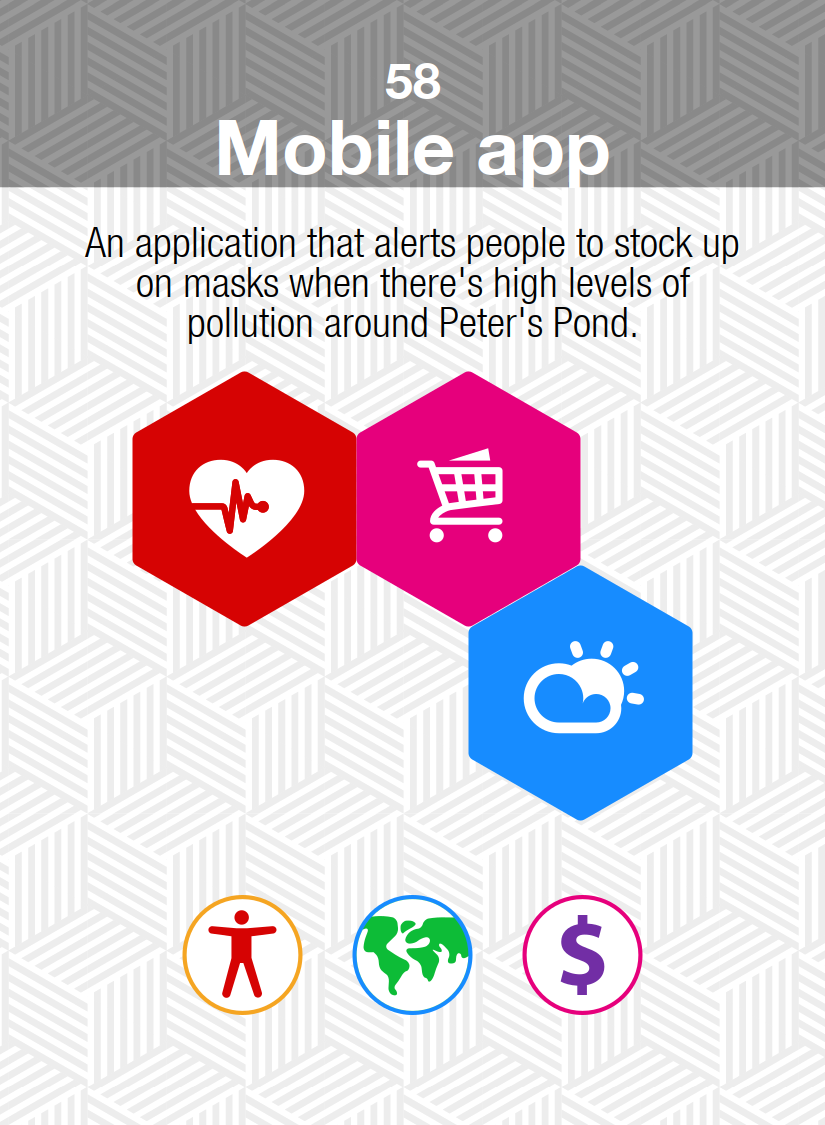 58
Mobile app
An application that alerts people to stock up
on masks when there's high levels of
pollution around Peter's Pond.
$